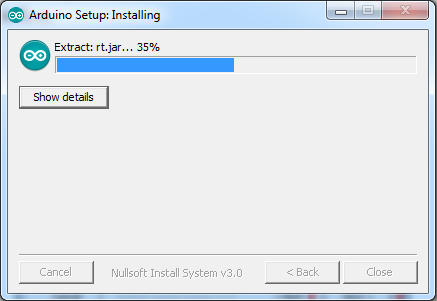 Arduino Setup: Installing
Extract: rt.jar... 35%
Show details
Cancel
Nullsoft Install System v3.0
< Back
Close